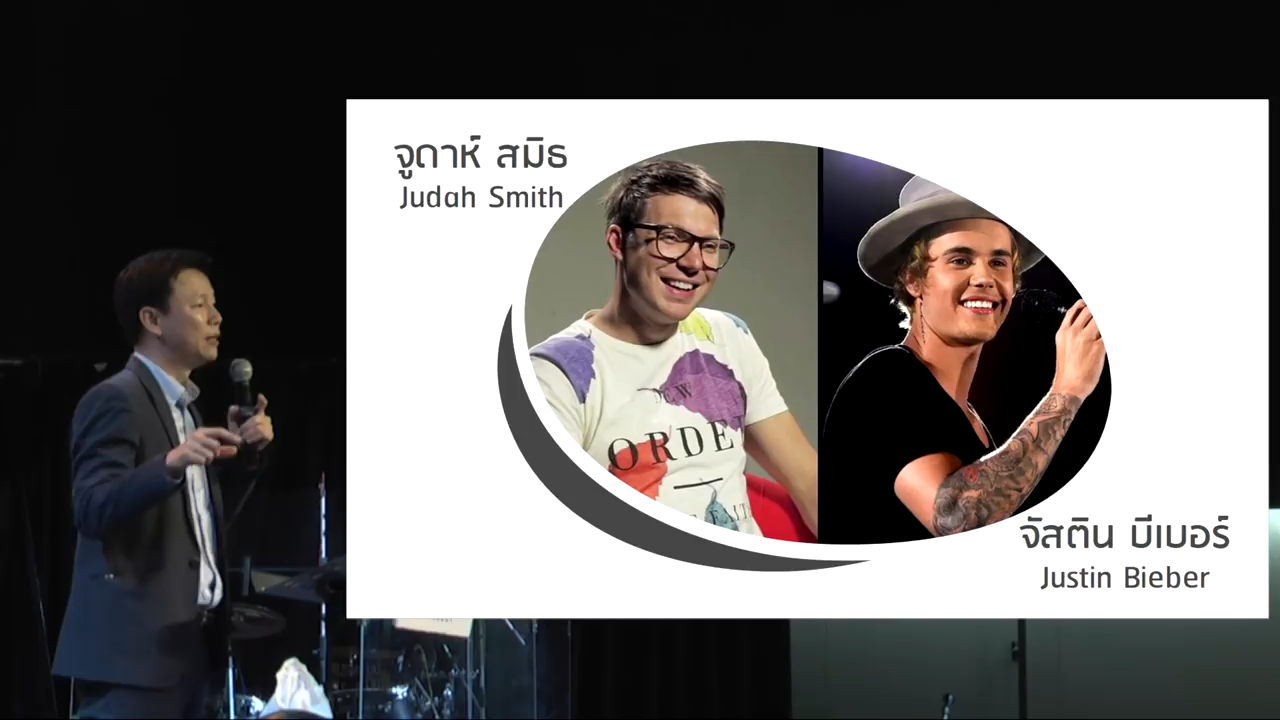 จูดาห์ สมิธ
Judah Smith
ORDE
จัสติน บีเบอร์
Justin Bieber